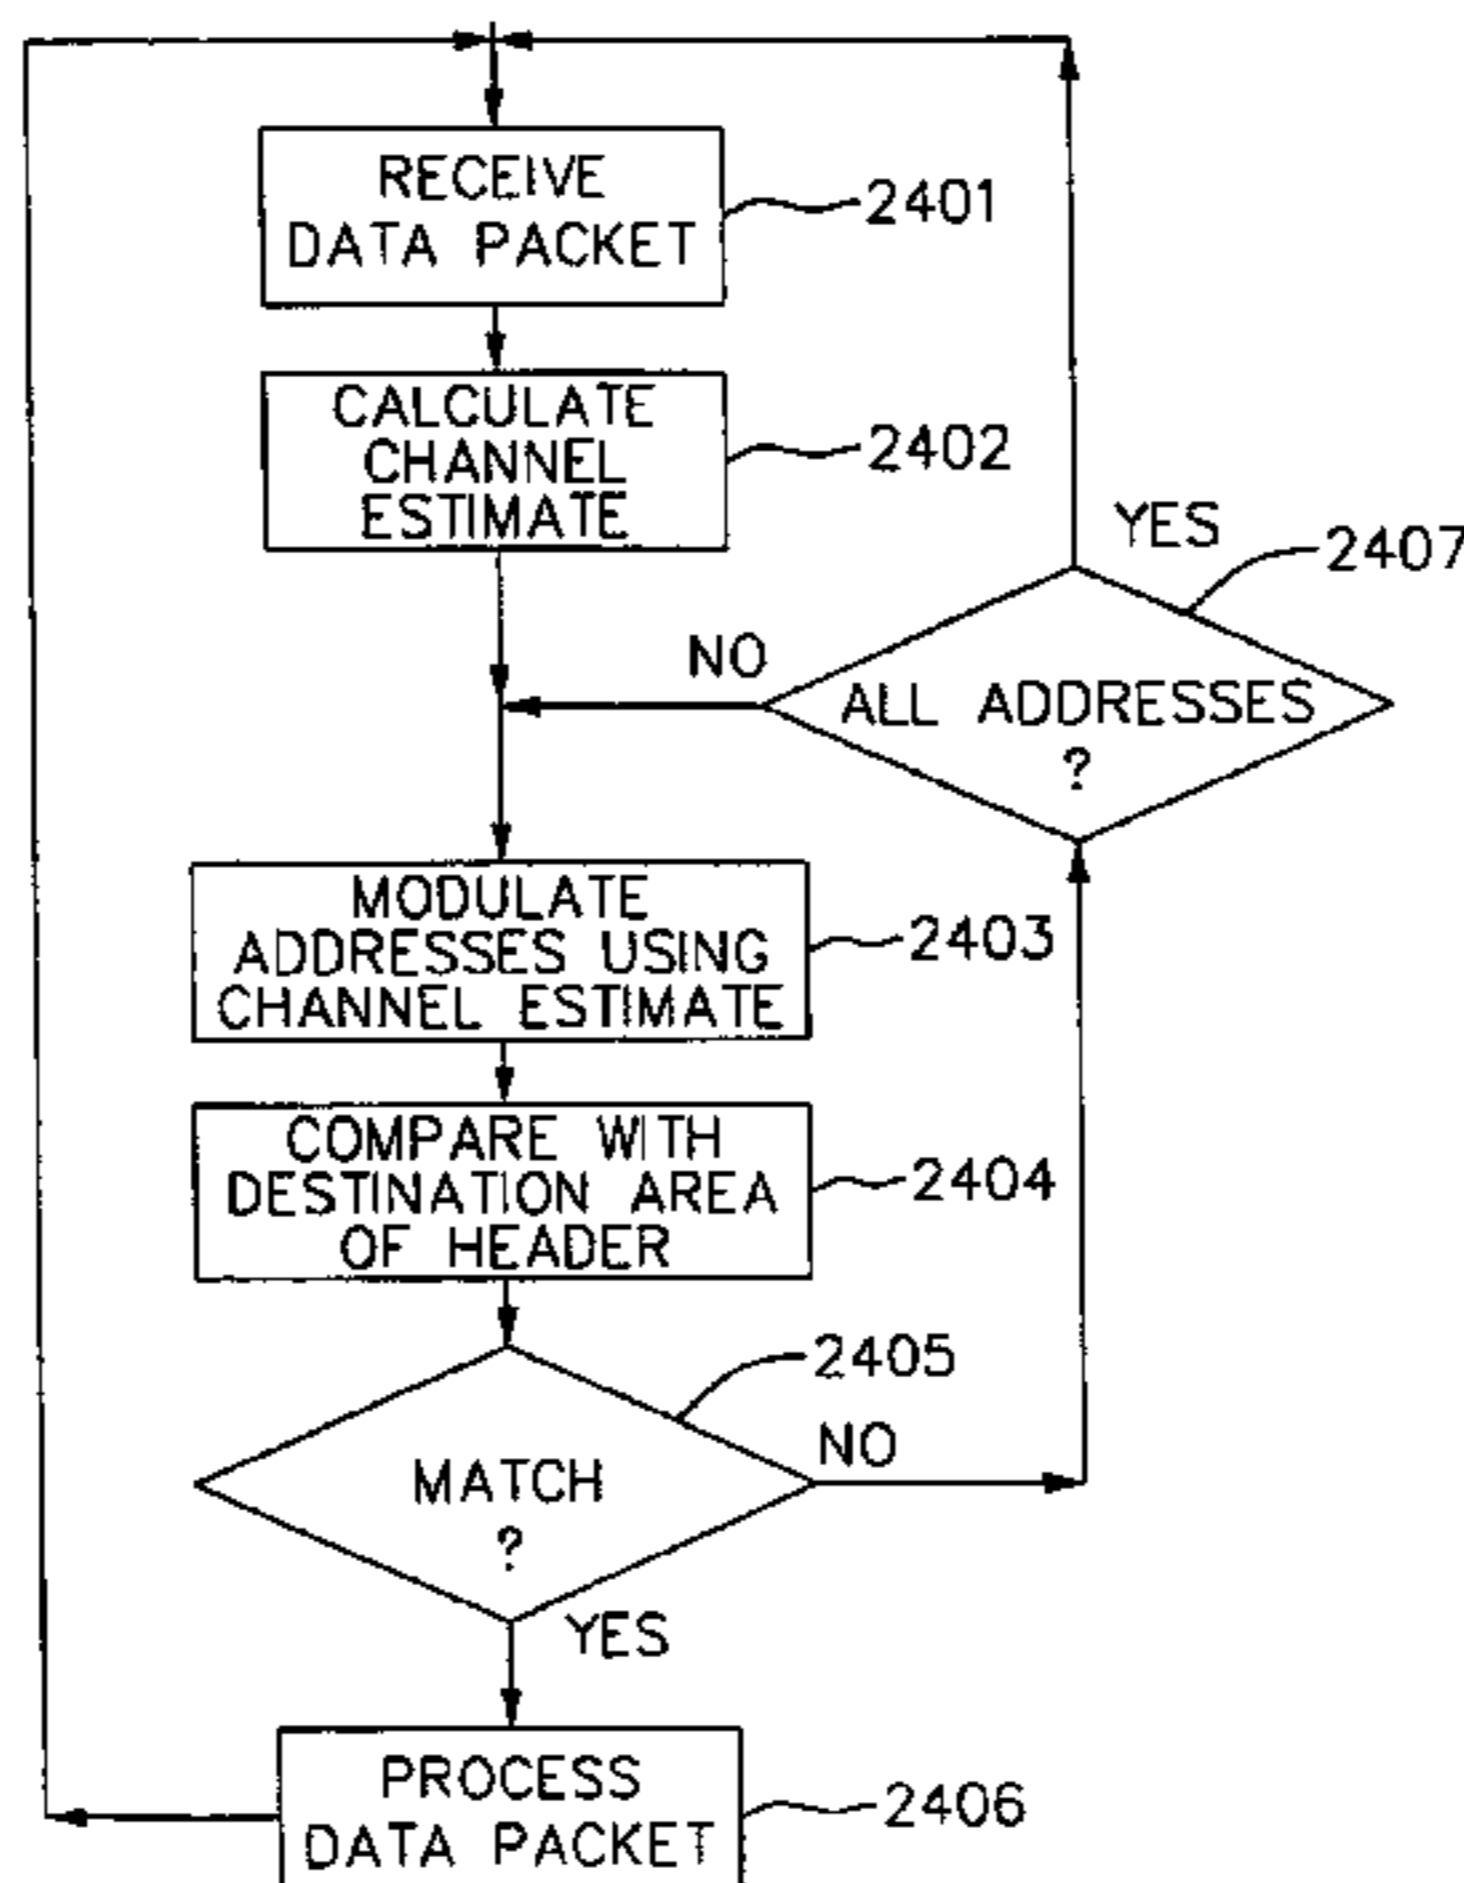 RECEIVE
DATA PACKET
2401
CALCULATE
CHANNEL
ESTIMATE
2402
YES
2407
NO
ALL ADDRESSES
?
MODULATE
ADDRESSES USING
CHANNEL ESTIMATE
2403
COMPARE WITH
DESTINATION AREA
OF HEADER
2404
2405
NO
MATCH
?
YES
PROCESS
DATA PACKET
2406